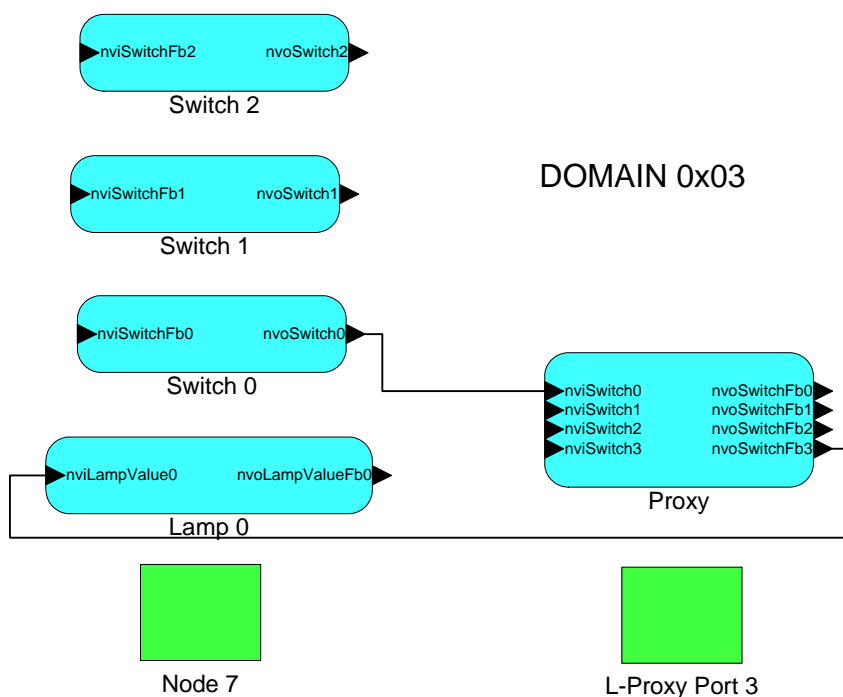 nviSwitchFb2 nvoSwitch2
Switch 2
DOMAIN 0x03
nviSwitchFb1 nvoSwitch1
Switch 1
nviSwitchFb0 nvoSwitch0
Switch 0
nviSwitch0 nvoSwitchFb0
nviSwitch1 nvoSwitchFb1
nviSwitch2 nvoSwitchFb2
nviSwitch3 nvoSwitchFb3
Proxy
nviLampValue0 nvoLampValueFb0
Lamp 0
Node 7
L-Proxy Port 3